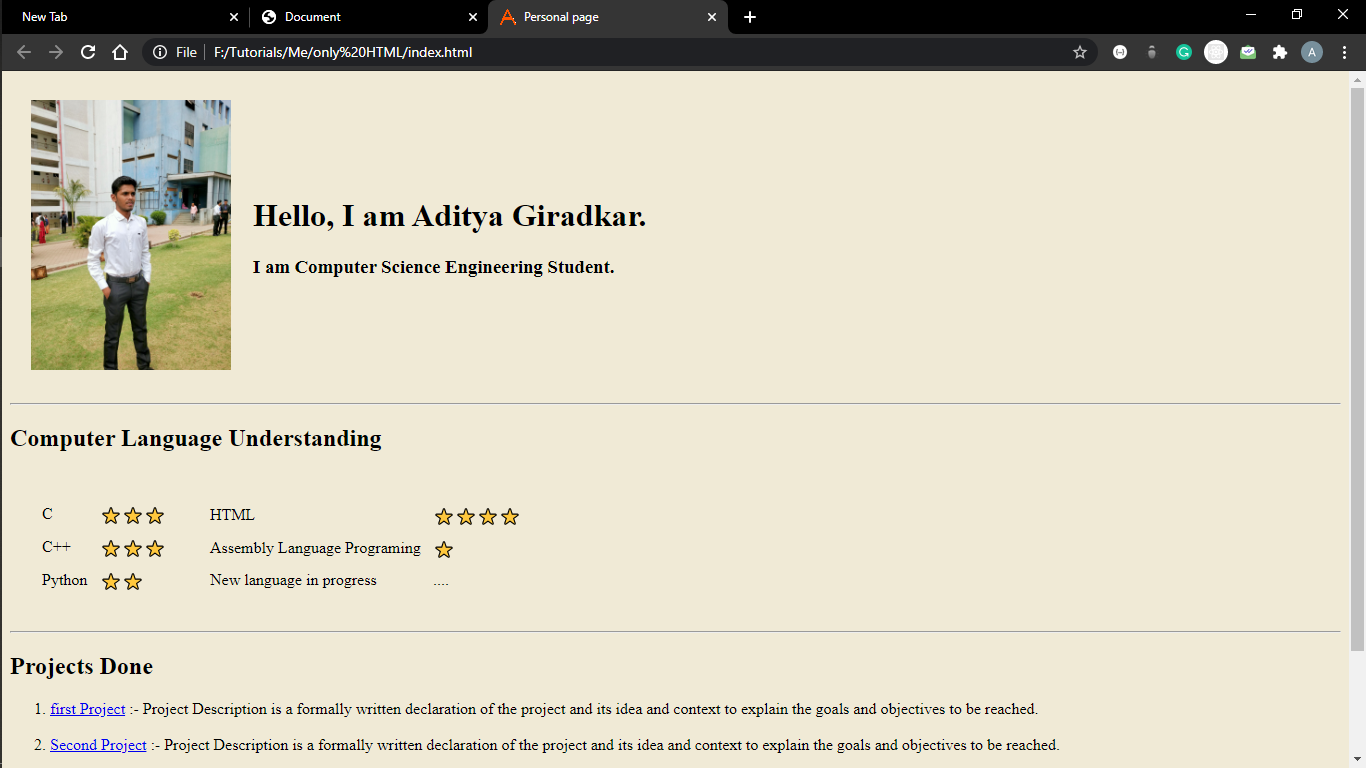 New Tab
Document
Personal page
File
F:/Tutorials/Me/only%20HTML/index.html
A
Hello, I am Aditya Giradkar.
I am Computer Science Engineering Student.
Computer Language Understanding
C HTML
C++ Assembly Language Programing
Python New language in progress ....
Projects Done
1. first Project :- Project Description is a formally written declaration of the project and its idea and context to explain the goals and objectives to be reached.
2. Second Project :- Project Description is a formally written declaration of the project and its idea and context to explain the goals and objectives to be reached.